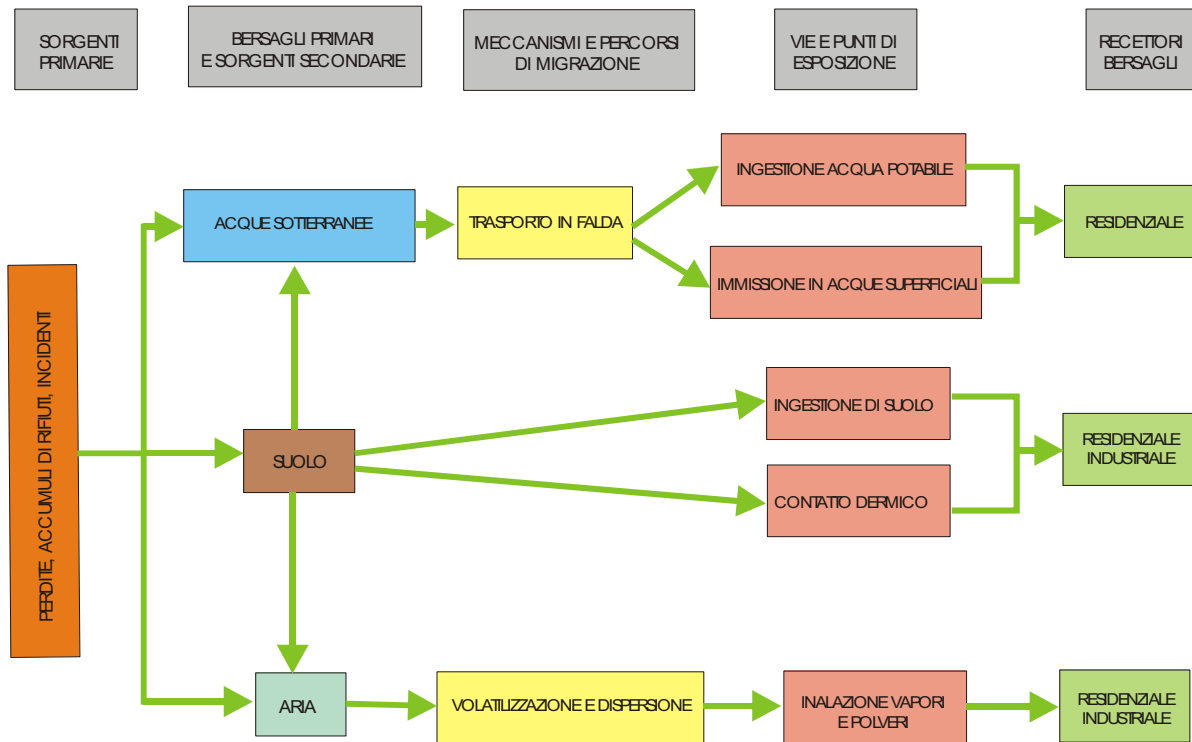 SORGENTI
PRIMARIE
BERSAGLI PRIMARI
E SORGENTI SECONDARIE
MECCANISMI E PERCORSI
DI MIGRAZIONE
VIE E PUNTI DI
ESPOSIZIONE
RECETTORI
BERSAGLI
PERDITE, ACCUMULI DI RIFIUTI, INCIDENTI
ACQUE SOTTERRANEE
TRASPORTO IN FALDA
INGESTIONE ACQUA POTABILE
IMMISSIONE IN ACQUE SUPERFICIALI
RESIDENZIALE
SUOLO
INGESTIONE DI SUOLO
CONTATTO DERMICO
RESIDENZIALE
INDUSTRIALE
ARIA
VOLATILIZZAZIONE E DISPERSIONE
INALAZIONE VAPORI
E POLVERI
RESIDENZIALE
INDUSTRIALE